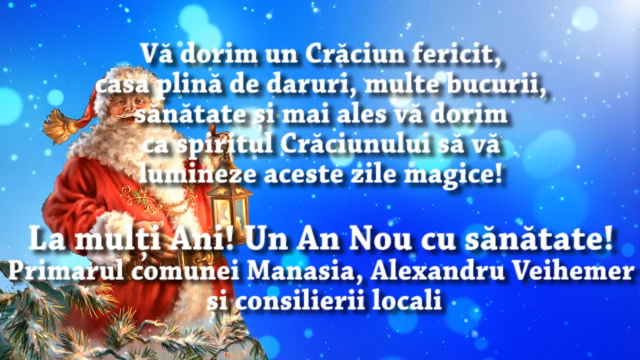 Vă dorim un Crăciun fericit,
casa plină de daruri, multe bucurii,
sănătate și mai ales vă dorim
ca spiritul Crăciunului să vă
lumineze aceste zile magice!
La mulți Ani! Un An Nou cu sănătate!
Primarul comunei Manasia, Alexandru Veihemer
și consilierii locali